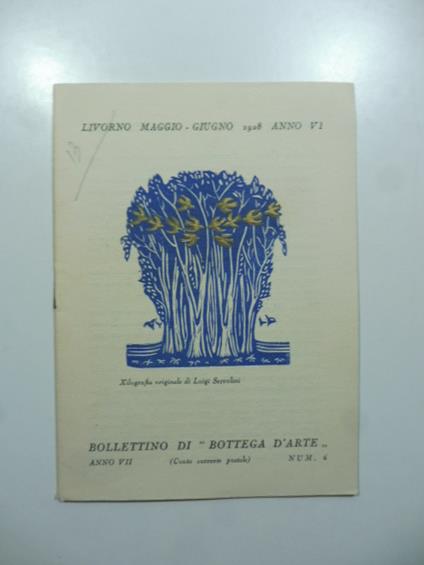 LIVORNO MAGGIO - GIUGNO 1928 ANNO VI
Xilografia originale di Luigi Servolini
BOLLETTINO DI " BOTTEGA D'ARTE „
ANNO VII (Conto corrente postale) NUM. 6